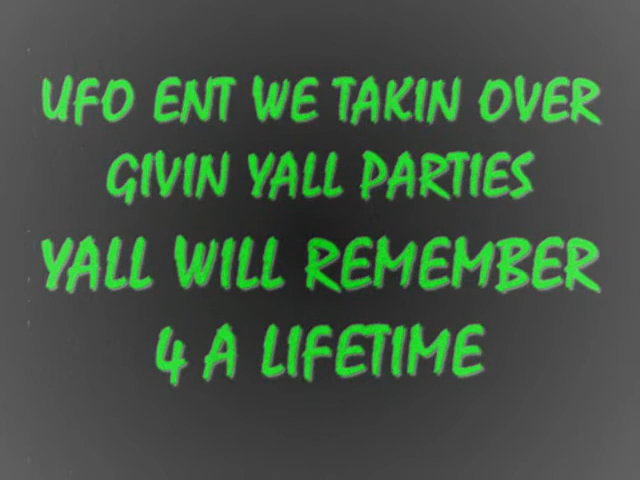 UFO ENT WE TAKIN OVER
GIVIN YALL PARTIES
YALL WILL REMEMBER
4 A LIFETIME